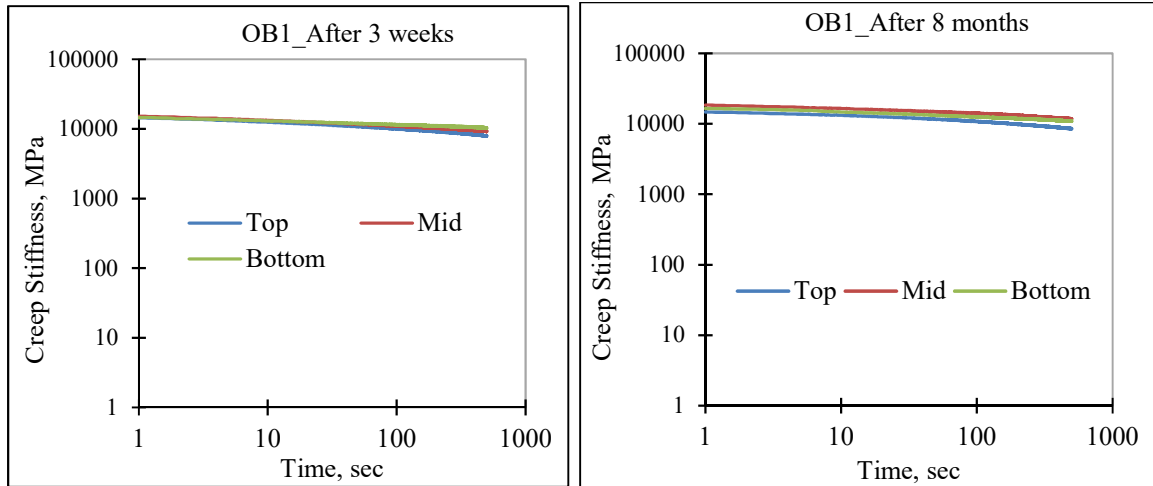 OB1_After 3 weeks
100000
10000
1000
100
10
1
Creep Stiffness, MPa
Top Mid
Bottom
1 10 100 1000
Time, sec
OB1_After 8 months
100000
10000
1000
100
10
1
Creep Stiffness, MPa
Top Mid Bottom
1 10 100 1000
Time, sec